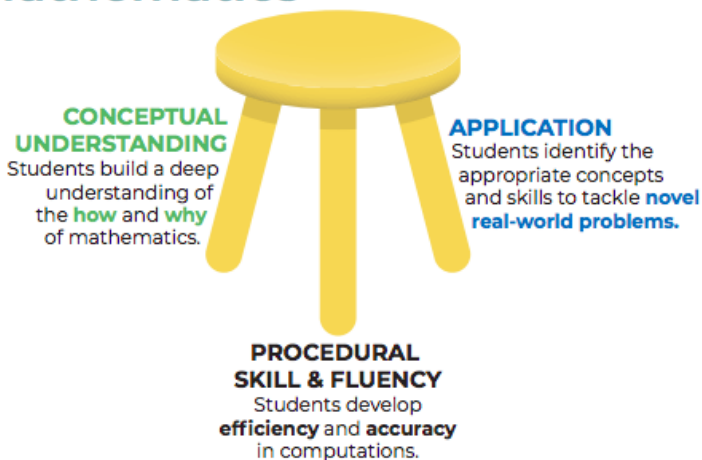 CONCEPTUAL
UNDERSTANDING
Students build a deep
understanding of
the how and why
of mathematics.
APPLICATION
Students identify the
appropriate concepts
and skills to tackle novel
real-world problems.
PROCEDURAL
SKILL & FLUENCY
Students develop
efficiency and accuracy
in computations.